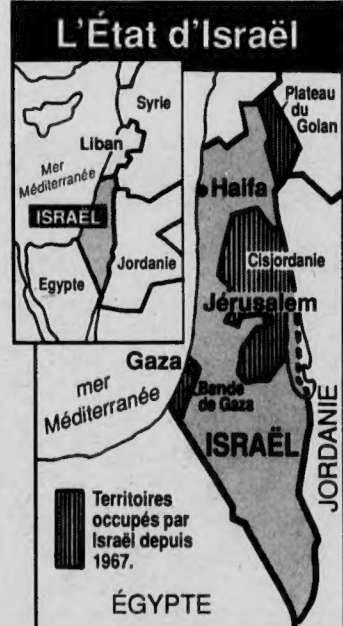 L'État d'Israël
Syrie
Liban
Mer
Méditerranée
ISRAËL
Jordanie
Egypte
Plateau
du
Golan
Haifa
Cisjordanie
Jérusalem
Gaza
mer
Méditerranée
Bande
de Gaza
ISRAËL
JORDANIE
Territoires
occupés par
Israël depuis
1967.
ÉGYPTE